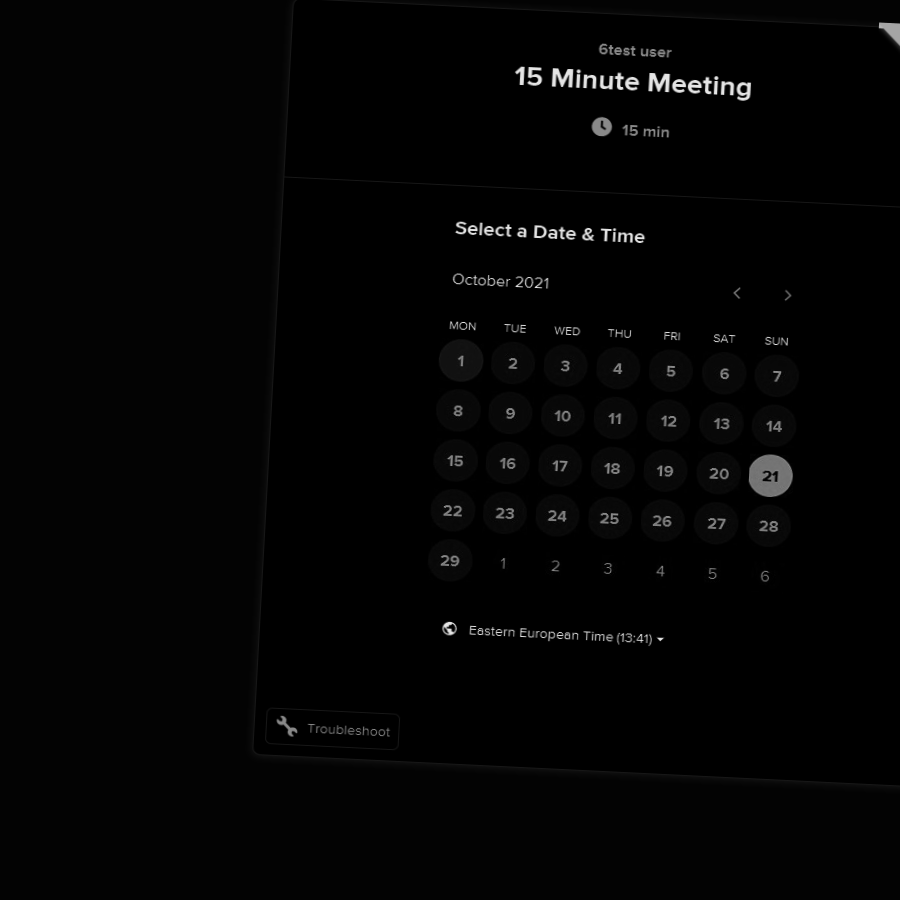 6test user
15 Minute Meeting
15 min
Select a Date & Time
October 2021
MON TUE WED THU FRI SAT SUN
1 2 3 4 5 6 7
8 9 10 11 12 13 14
15 16 17 18 19 20 21
22 23 24 25 26 27 28
29 1 2 3 4 5 6
Eastern European Time (13:41)
Troubleshoot